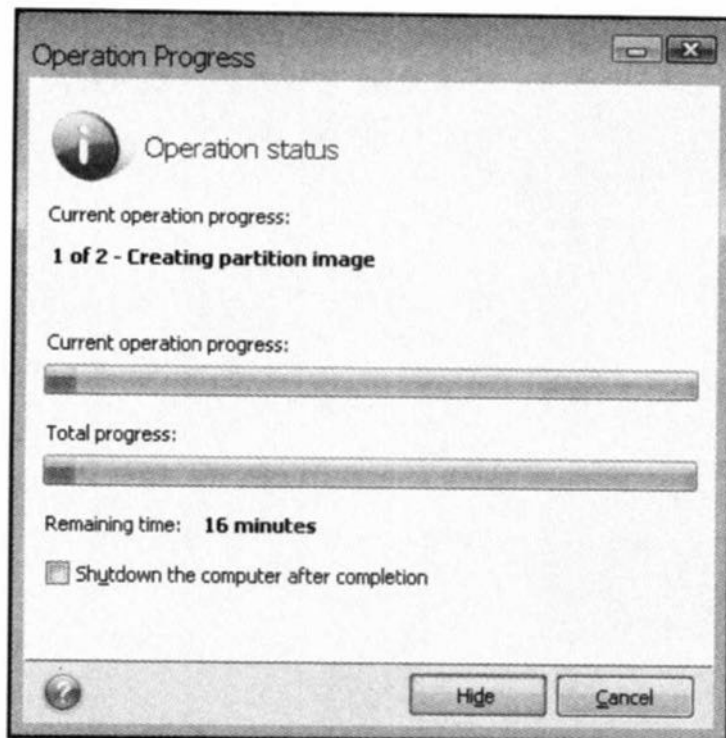 Operation Progress
Operation status
Current operation progress:
1 of 2 - Creating partition image
Current operation progress:
Total progress:
Remaining time: 16 minutes
Shutdown the computer after completion
Hide
Cancel